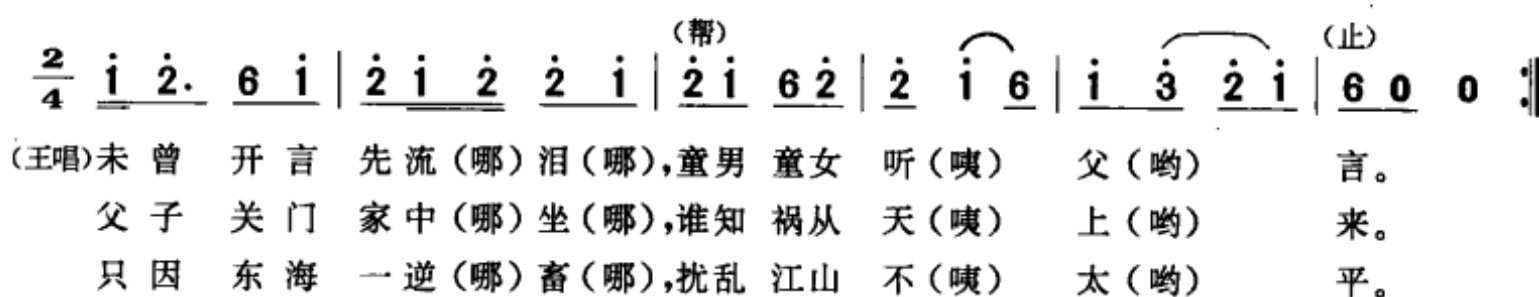 （帮） （止）
2/4 1 2. 6 1 | 2 1 2 2 1 | 2 1 6 2 | 2 1 6 | 1 3 2 1 | 6 0 0 :‖
（王唱）未曾 开言 先流（哪）泪（哪），童男 童女 听（咦） 父（哟） 言。
父子 关门 家中（哪）坐（哪），谁知 祸从 天（咦） 上（哟） 来。
只因 东海 一逆（哪）畜（哪），扰乱 江山 不（咦） 太（哟） 平。